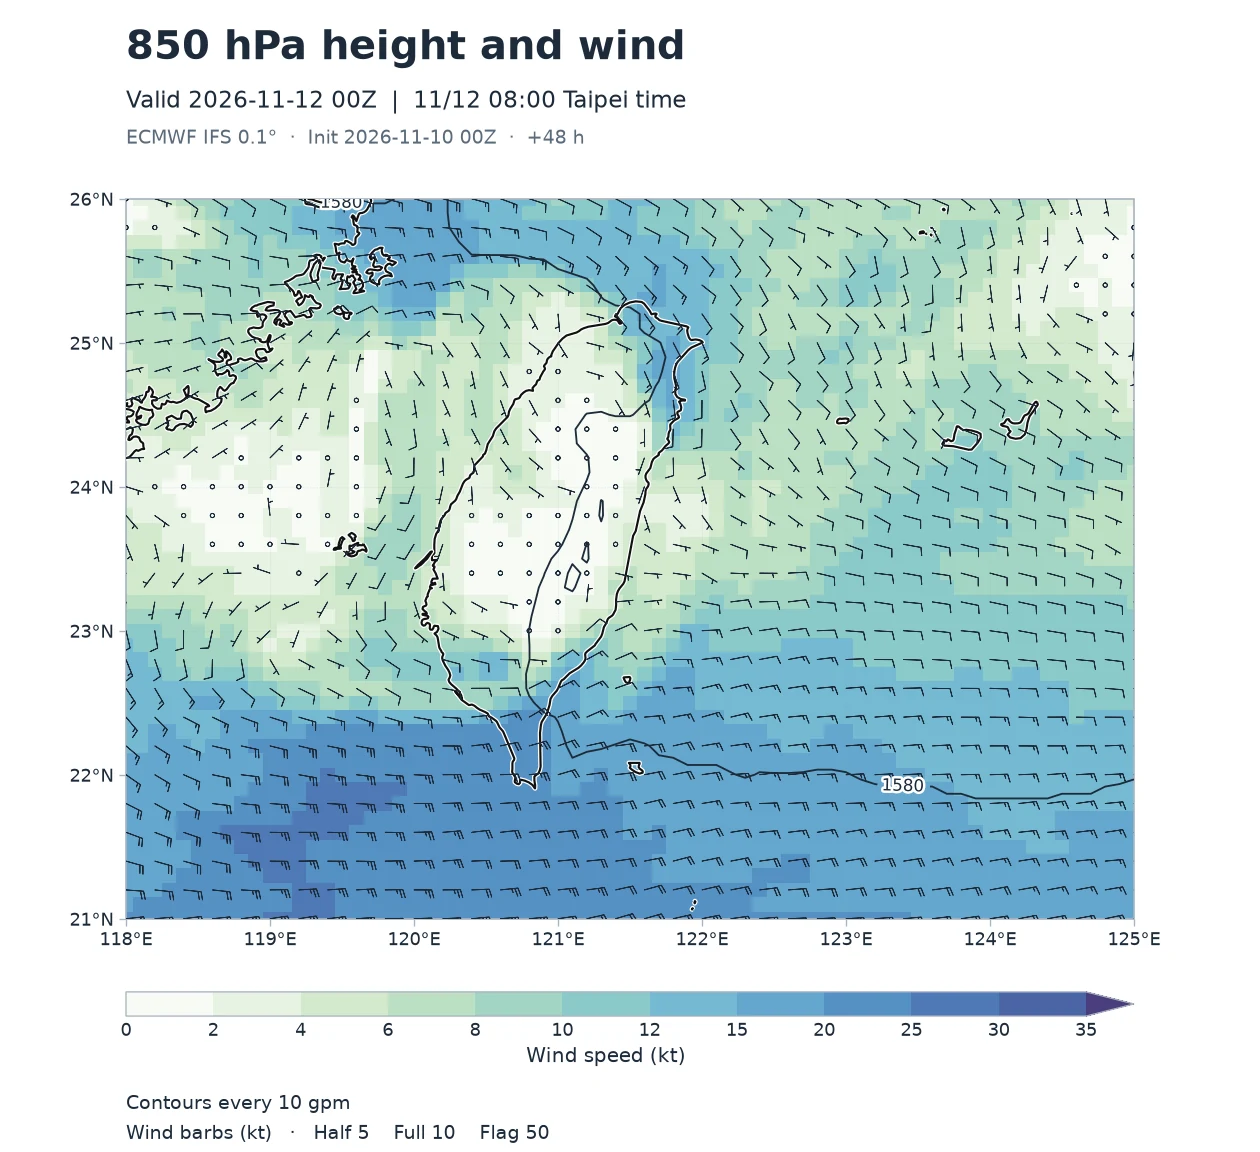 850 hPa height and wind
Valid 2026-11-12 00Z | 11/12 08:00 Taipei time
ECMWF IFS 0.1° · Init 2026-11-10 00Z · +48 h
26°N
1580
25°N
24°N
23°N
22°N
1580
21°N
118°E 119°E 120°E 121°E 122°E 123°E 124°E 125°E
0 2 4 6 8 10 12 15 20 25 30 35
Wind speed (kt)
Contours every 10 gpm
Wind barbs (kt) · Half 5 Full 10 Flag 50